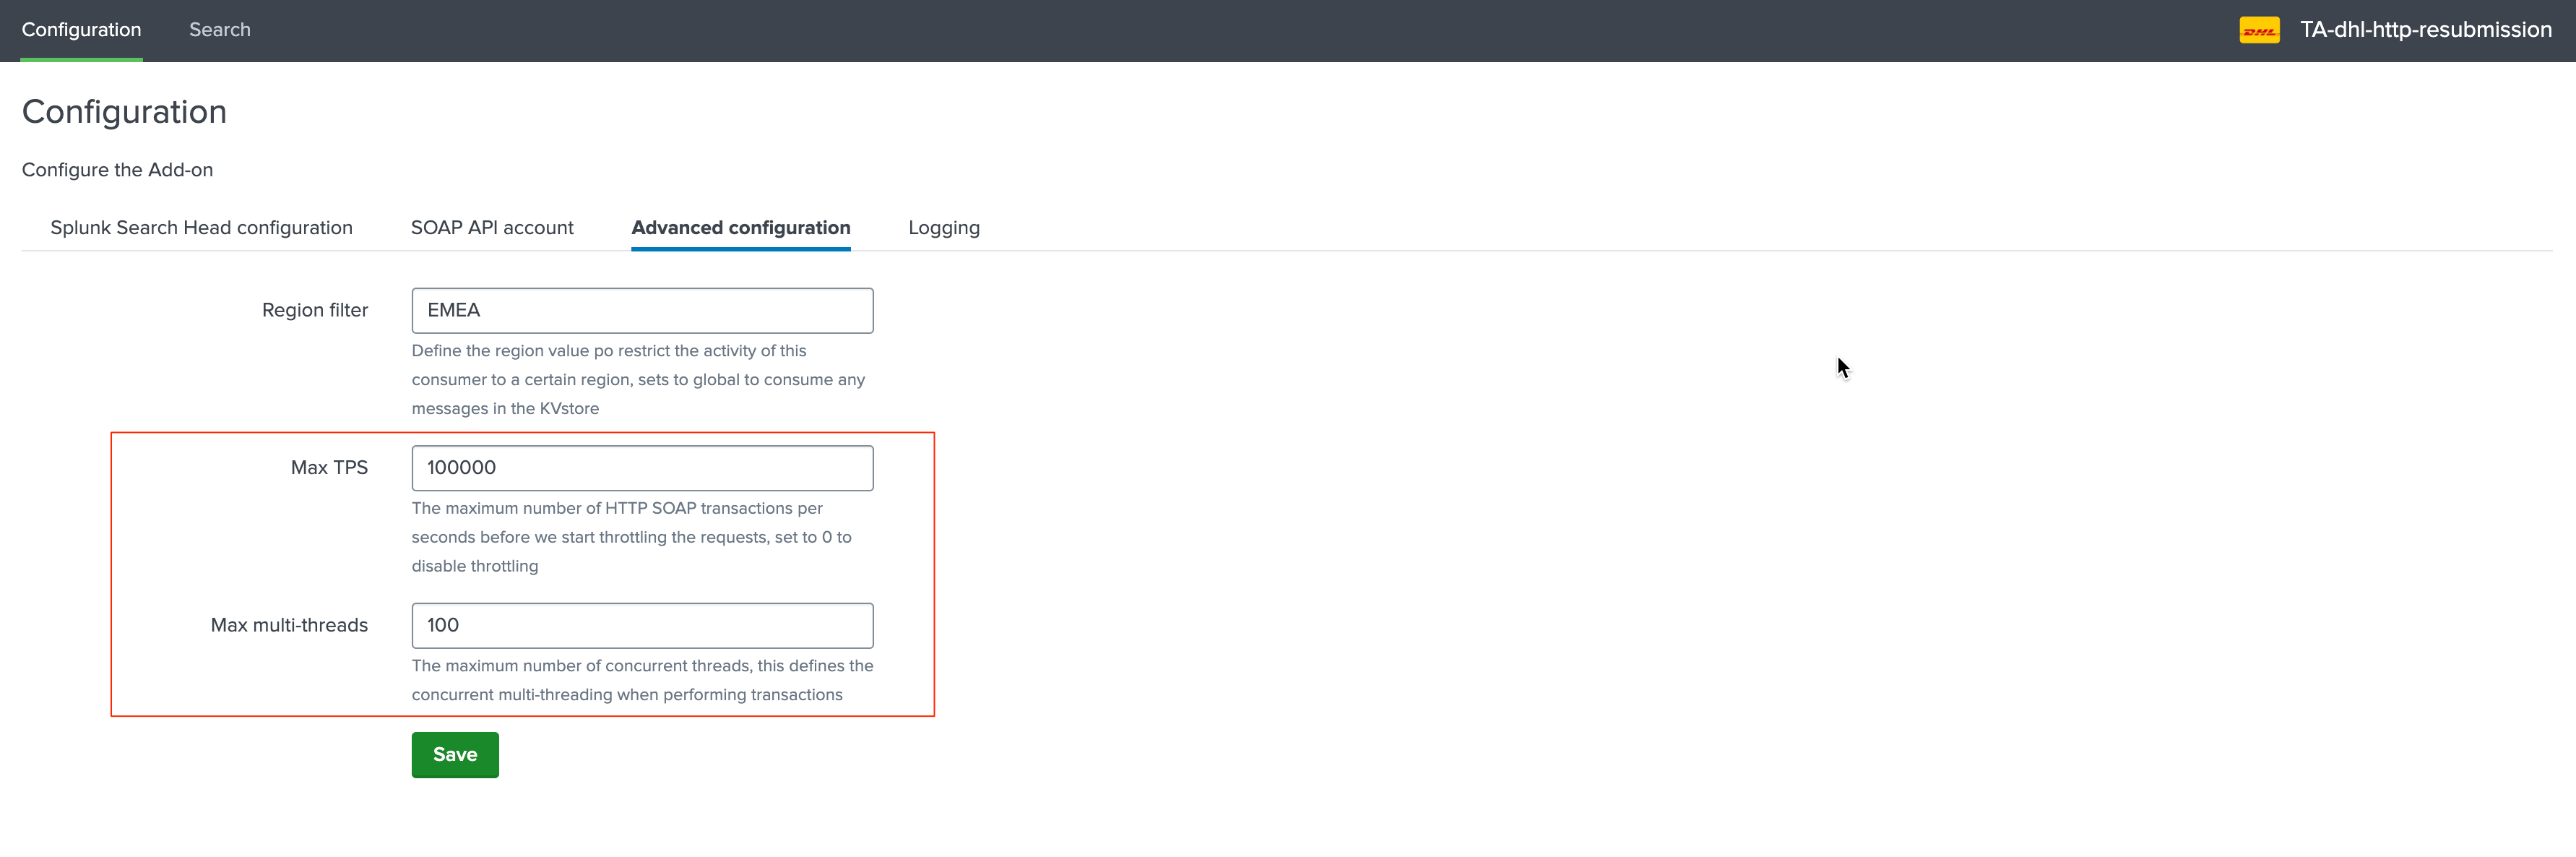 Configuration
Search
DHL
TA-dhl-http-resubmission
Configuration
Configure the Add-on
Splunk Search Head configuration
SOAP API account
Advanced configuration
Logging
Region filter
EMEA
Define the region value po restrict the activity of this
consumer to a certain region, sets to global to consume any
messages in the KVstore
Max TPS
100000
The maximum number of HTTP SOAP transactions per
seconds before we start throttling the requests, set to 0 to
disable throttling
Max multi-threads
100
The maximum number of concurrent threads, this defines the
concurrent multi-threading when performing transactions
Save